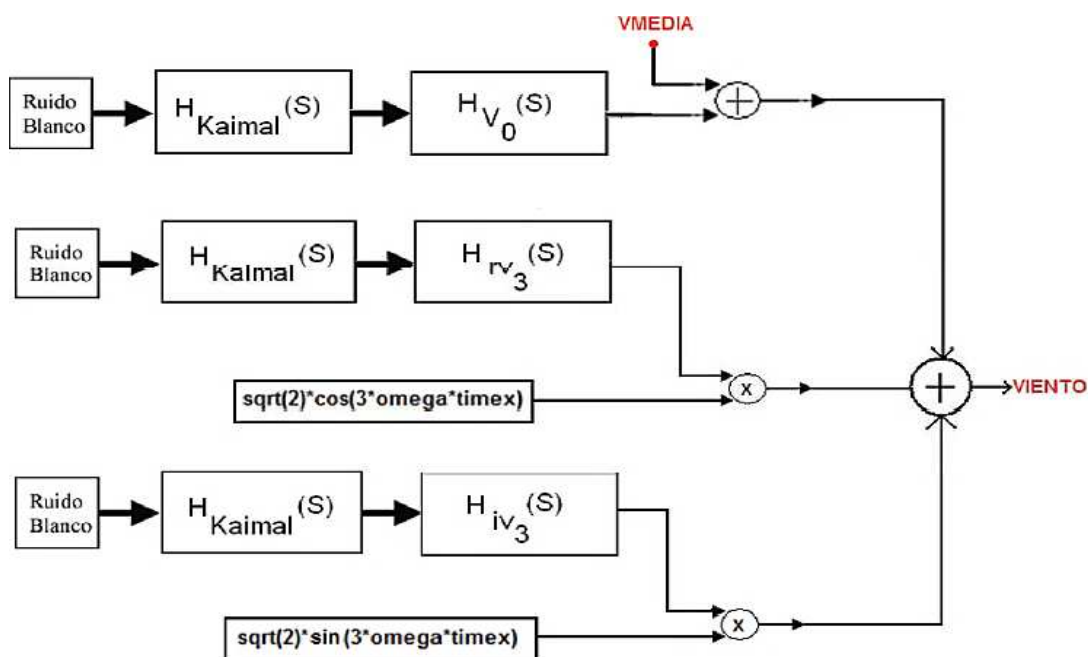 VMEDIA
Ruido
Blanco
H Kaimal (S)
H V0 (S)
+
Ruido
Blanco
H Kaimal (S)
H rv3 (S)
sqrt(2)*cos(3*omega*timex)
x
+
VIENTO
Ruido
Blanco
H Kaimal (S)
H iv3 (S)
sqrt(2)*sin(3*omega*timex)
x